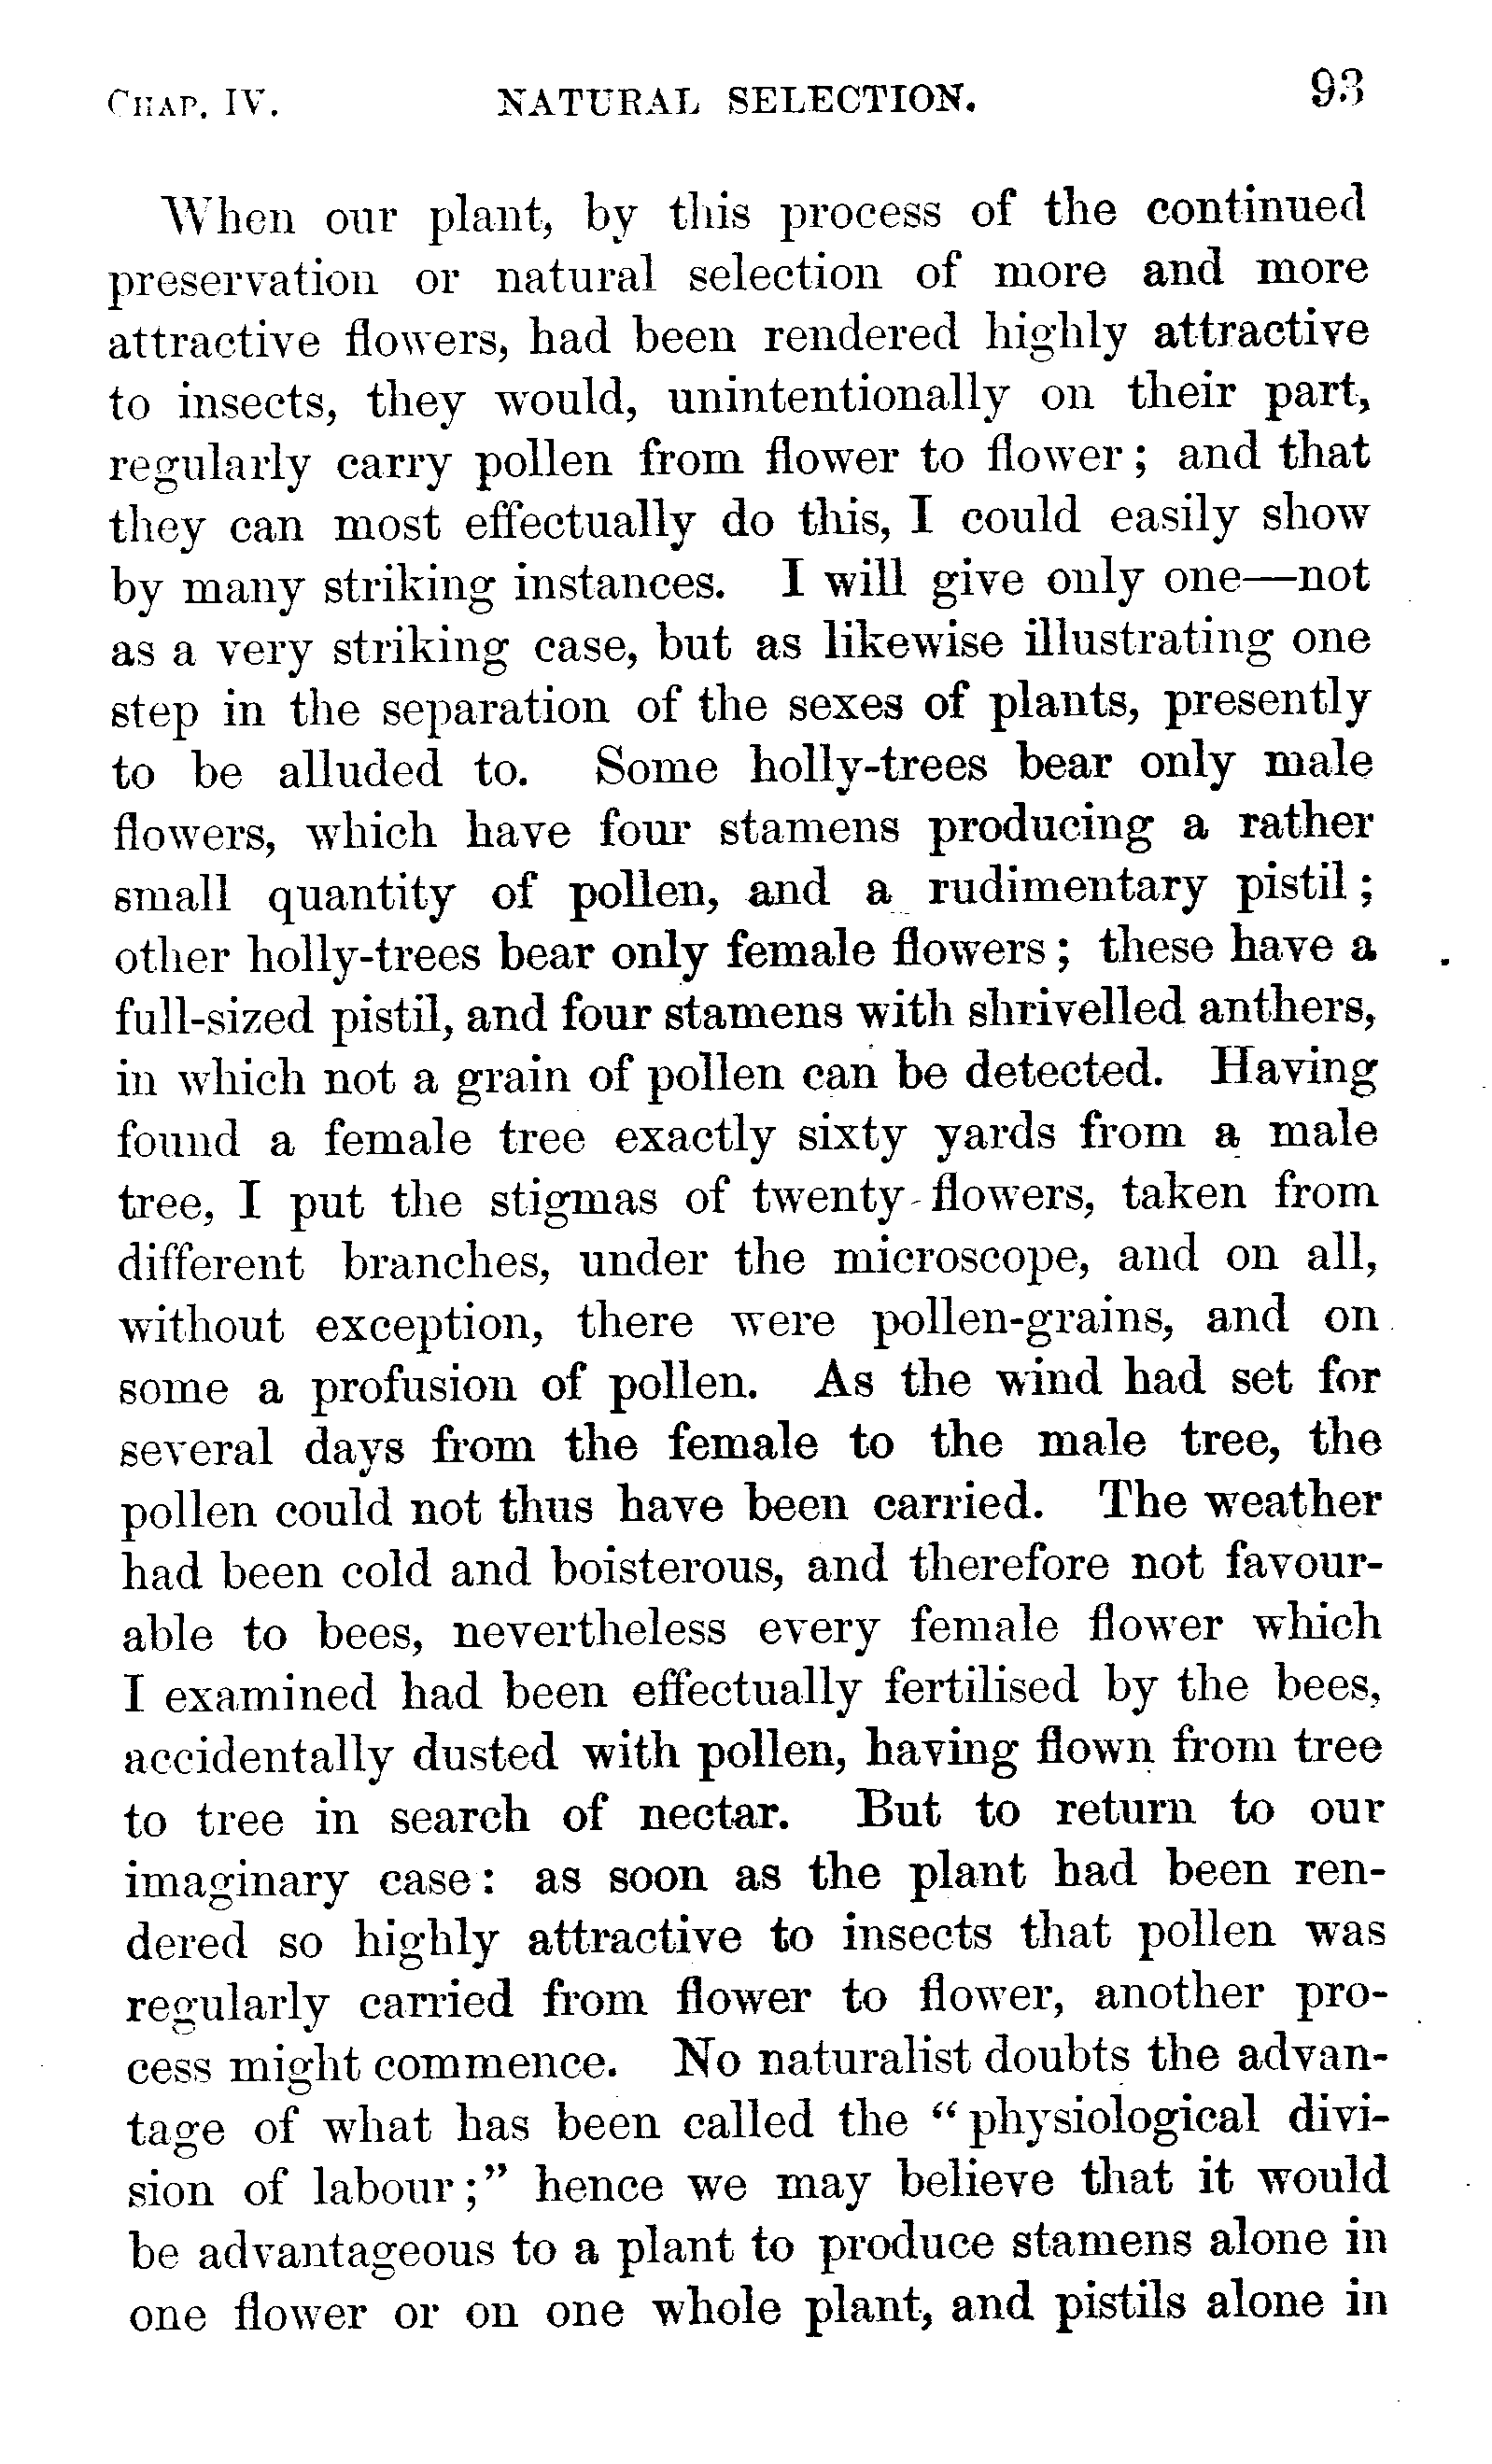 CHAP. IV. NATURAL SELECTION. 93
When our plant, by this process of the continued
preservation or natural selection of more and more
attractive flowers, had been rendered highly attractive
to insects, they would, unintentionally on their part,
regularly carry pollen from flower to flower; and that
they can most effectually do this, I could easily show
by many striking instances. I will give only one—not
as a very striking case, but as likewise illustrating one
step in the separation of the sexes of plants, presently
to be alluded to. Some holly-trees bear only male
flowers, which have four stamens producing a rather
small quantity of pollen, and a rudimentary pistil;
other holly-trees bear only female flowers; these have a
full-sized pistil, and four stamens with shrivelled anthers,
in which not a grain of pollen can be detected. Having
found a female tree exactly sixty yards from a male
tree, I put the stigmas of twenty flowers, taken from
different branches, under the microscope, and on all,
without exception, there were pollen-grains, and on
some a profusion of pollen. As the wind had set for
several days from the female to the male tree, the
pollen could not thus have been carried. The weather
had been cold and boisterous, and therefore not favour-
able to bees, nevertheless every female flower which
I examined had been effectually fertilised by the bees,
accidentally dusted with pollen, having flown from tree
to tree in search of nectar. But to return to our
imaginary case: as soon as the plant had been ren-
dered so highly attractive to insects that pollen was
regularly carried from flower to flower, another pro-
cess might commence. No naturalist doubts the advan-
tage of what has been called the "physiological divi-
sion of labour;" hence we may believe that it would
be advantageous to a plant to produce stamens alone in
one flower or on one whole plant, and pistils alone in